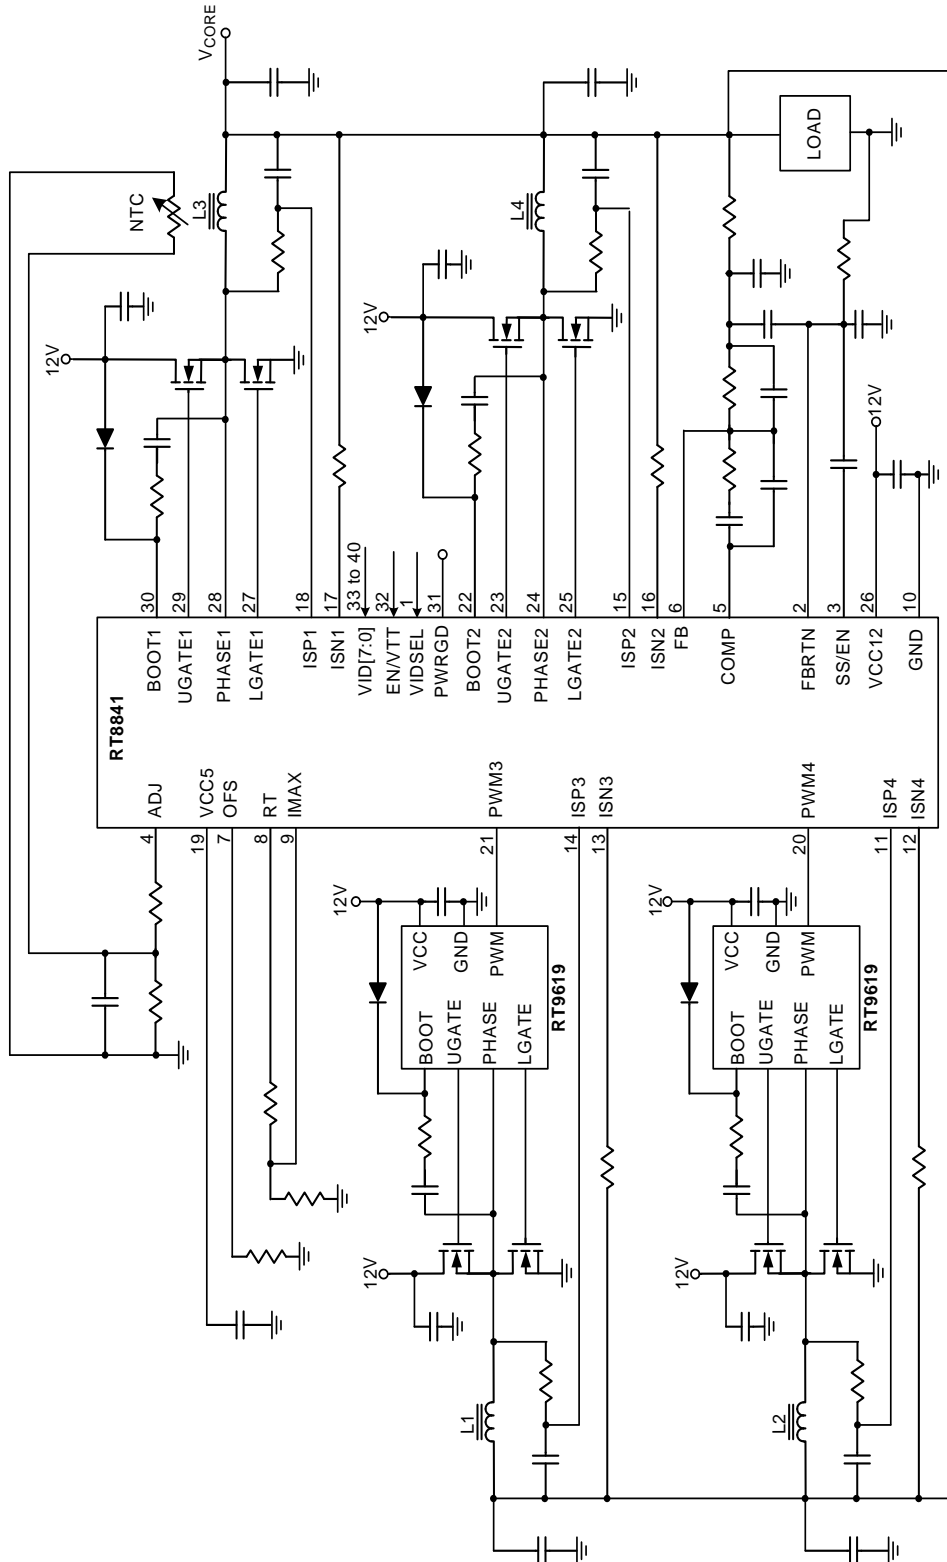 VCORE
NTC
L3
12V
30
29
28
27
18
17
33 to 40
32
1
31
22
23
24
25
15
16
6
5
2
3
26
10
BOOT1
UGATE1
PHASE1
LGATE1
ISP1
ISN1
VID[7:0]
EN/VTT
VIDSEL
PWRGD
BOOT2
UGATE2
PHASE2
LGATE2
ISP2
ISN2
FB
COMP
FBRTN
SS/EN
VCC12
GND
L4
12V
LOAD
12V
RT8841
ADJ
VCC5
OFS
RT
IMAX
PWM3
ISP3
ISN3
PWM4
ISP4
ISN4
4
19
7
8
9
21
14
13
20
11
12
12V
VCC
GND
PWM
BOOT
UGATE
PHASE
LGATE
RT9619
12V
L1
12V
VCC
GND
PWM
BOOT
UGATE
PHASE
LGATE
RT9619
12V
L2